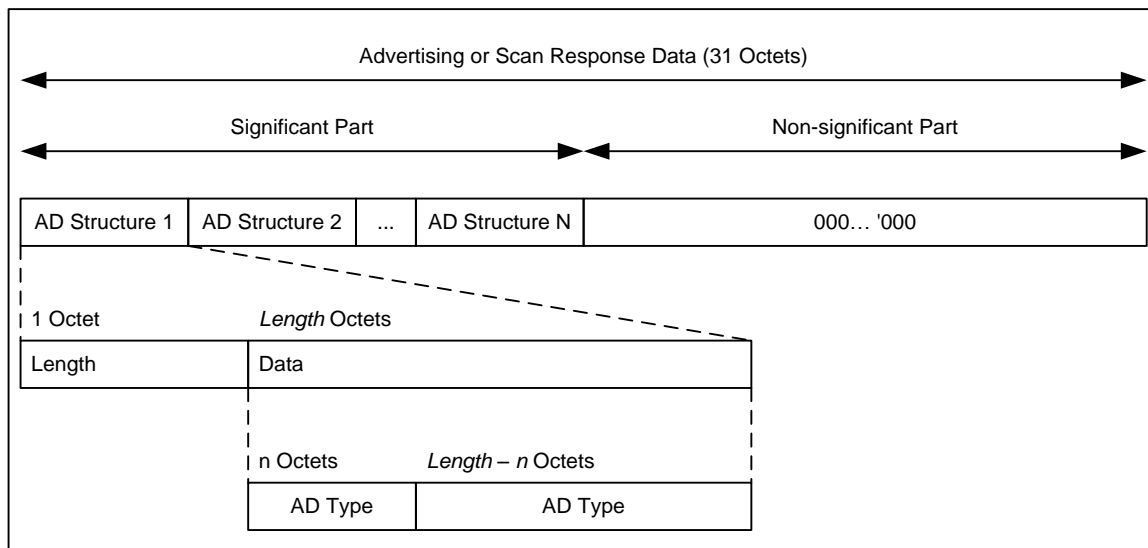 Advertising or Scan Response Data (31 Octets)
Significant Part Non-significant Part
AD Structure 1 AD Structure 2 ... AD Structure N 000... '000
1 Octet Length Octets
Length Data
n Octets Length – n Octets
AD Type AD Type